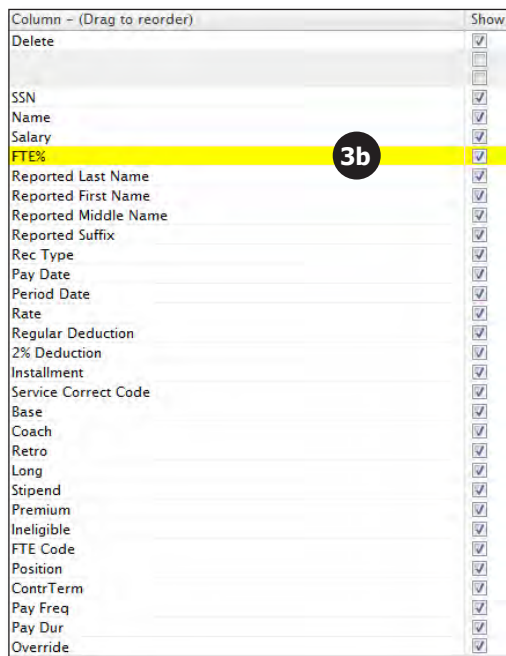 Column - (Drag to reorder) Show
Delete
SSN
Name
Salary
FTE% 3b
Reported Last Name
Reported First Name
Reported Middle Name
Reported Suffix
Rec Type
Pay Date
Period Date
Rate
Regular Deduction
2% Deduction
Installment
Service Correct Code
Base
Coach
Retro
Long
Stipend
Premium
Ineligible
FTE Code
Position
ContrTerm
Pay Freq
Pay Dur
Override